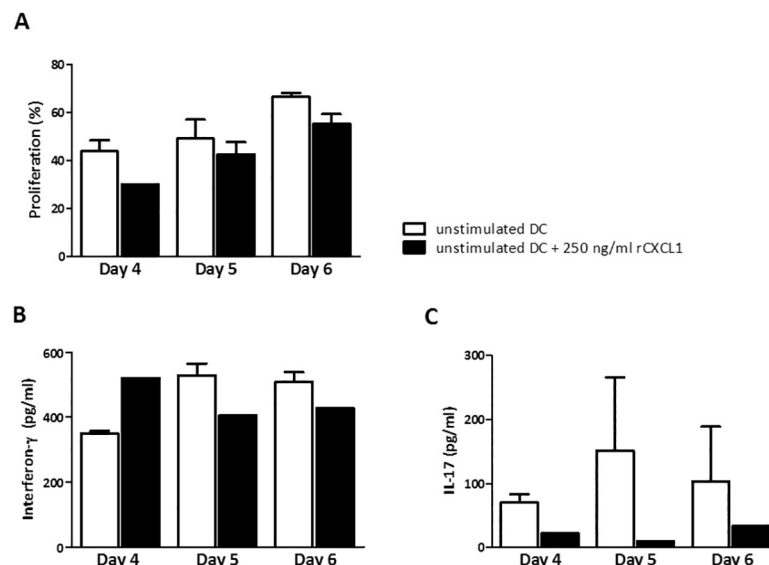 A
Proliferation (%)
80
60
40
20
0
Day 4 Day 5 Day 6
unstimulated DC
unstimulated DC + 250 ng/ml rCXCL1
B
Interferon-γ (pg/ml)
600
400
200
0
Day 4 Day 5 Day 6
C
IL-17 (pg/ml)
300
200
100
0
Day 4 Day 5 Day 6